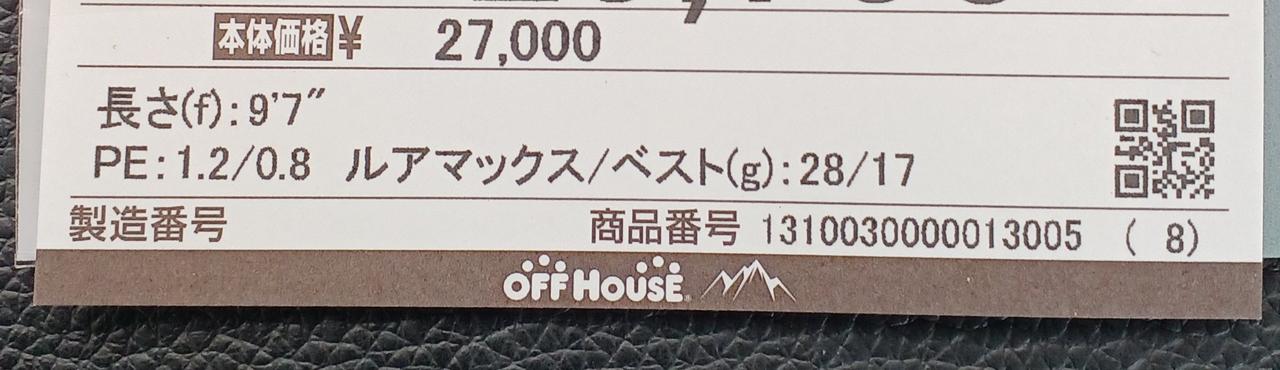 本体価格 ¥ 27,000
長さ(f):9'7"
PE:1.2/0.8 ルアマックス/ベスト(g):28/17
製造番号 商品番号 1310030000013005 ( 8)
OFF HOUSE